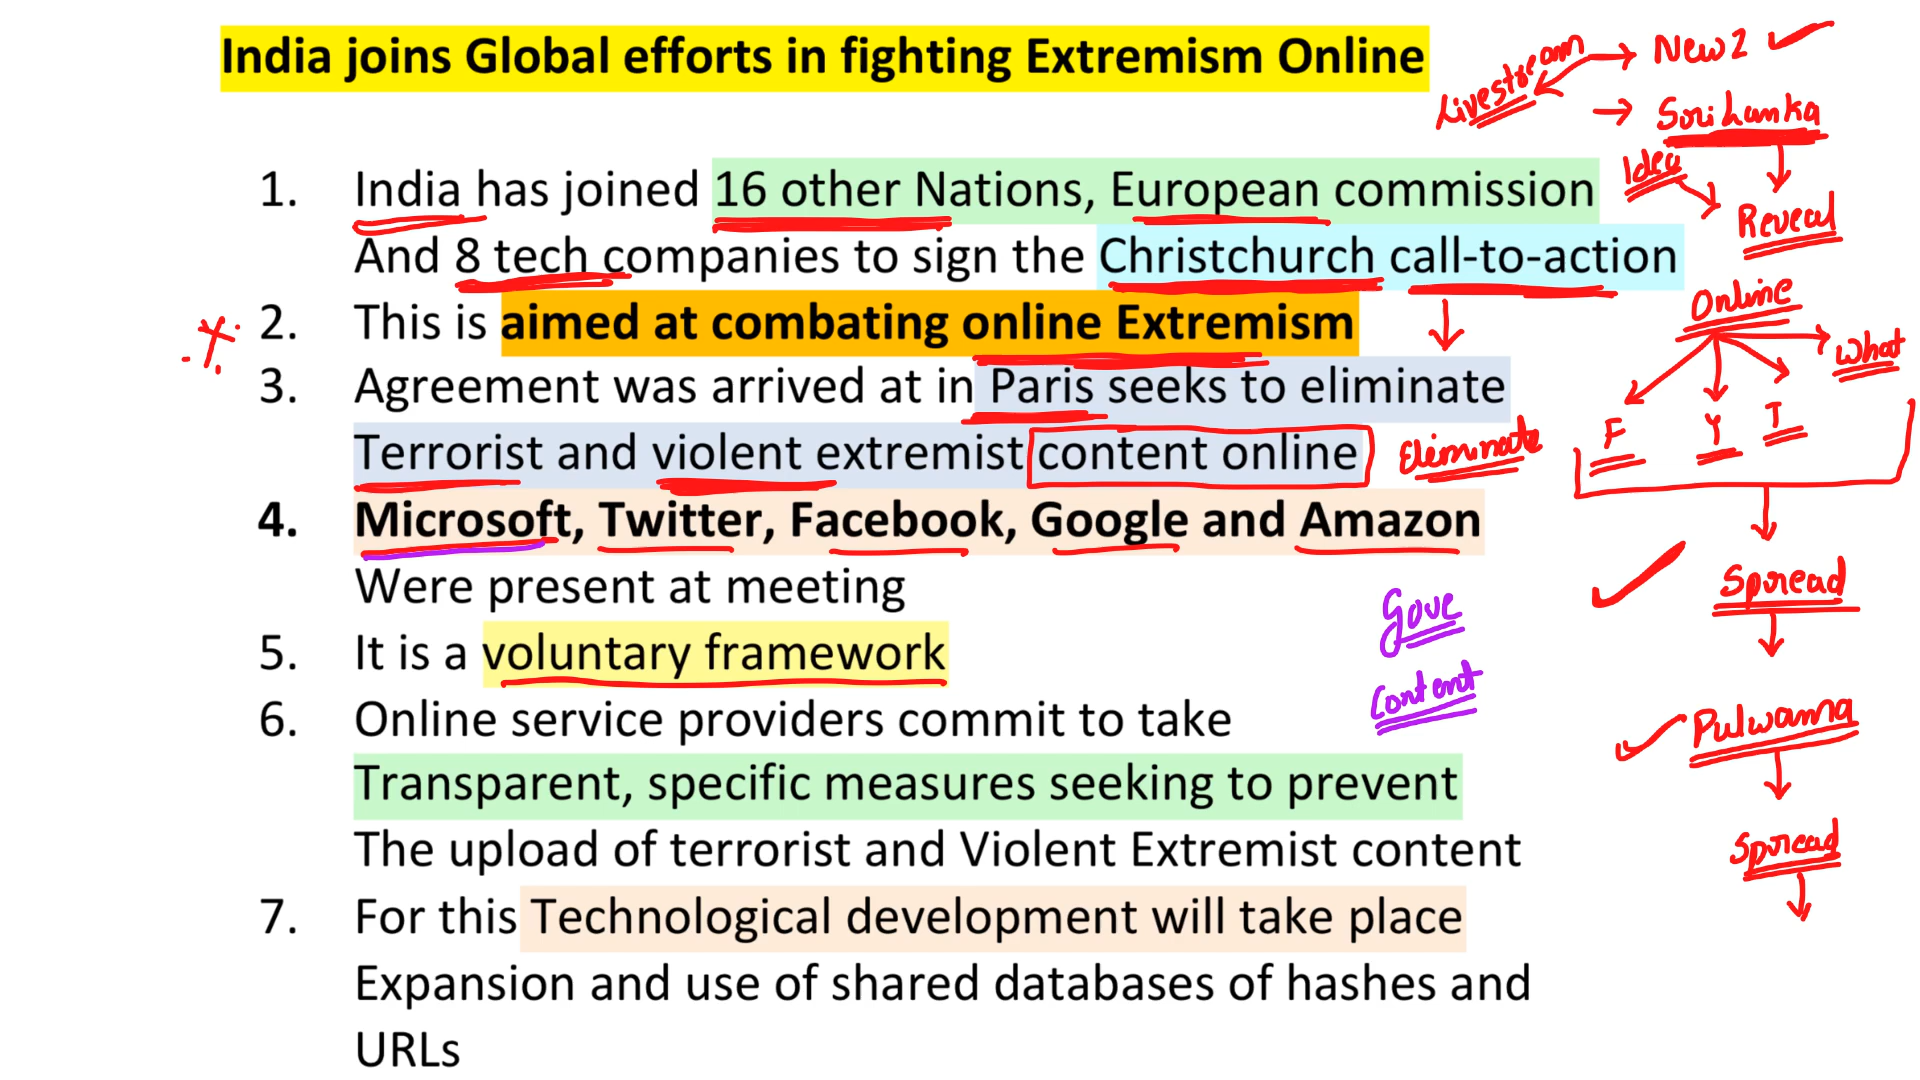 India joins Global efforts in fighting Extremism Online
1. India has joined 16 other Nations, European commission
And 8 tech companies to sign the Christchurch call-to-action
2. This is aimed at combating online Extremism
3. Agreement was arrived at in Paris seeks to eliminate
Terrorist and violent extremist content online
4. Microsoft, Twitter, Facebook, Google and Amazon
Were present at meeting
5. It is a voluntary framework
6. Online service providers commit to take
Transparent, specific measures seeking to prevent
The upload of terrorist and Violent Extremist content
7. For this Technological development will take place
Expansion and use of shared databases of hashes and
URLs
Livestream
New Z
Sri Lanka
Idea
Reveal
Online
What
F Y T
Eliminate
Spread
Gove
Content
Pulwama
Spread